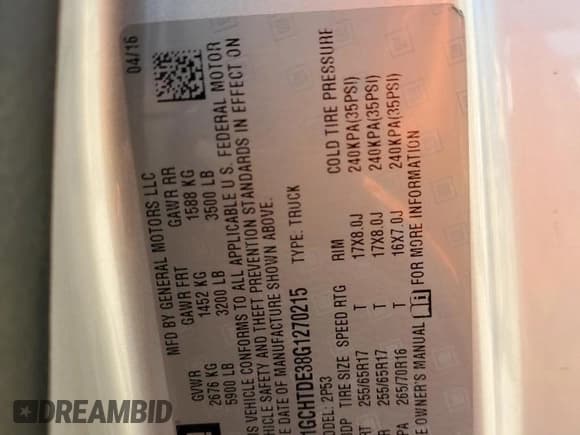 04/16
MFD BY GENERAL MOTORS LLC
GVWR GAWR FRT GAWR RR
2676 KG 1452 KG 1588 KG
5900 LB 3200 LB 3500 LB
VEHICLE CONFORMS TO ALL APPLICABLE U.S. FEDERAL MOTOR
VEHICLE SAFETY AND THEFT PREVENTION STANDARDS IN EFFECT ON
DATE OF MANUFACTURE SHOWN ABOVE.
1GCHTDE38G1270215 TYPE: TRUCK
MODEL: 2P53
TIRE SIZE SPEED RTG RIM COLD TIRE PRESSURE
255/65R17 T 17X8.0J 240KPA(35PSI)
255/65R17 T 17X8.0J 240KPA(35PSI)
265/70R16 T 16X7.0J 240KPA(35PSI)
OWNER'S MANUAL FOR MORE INFORMATION
DREAMBID